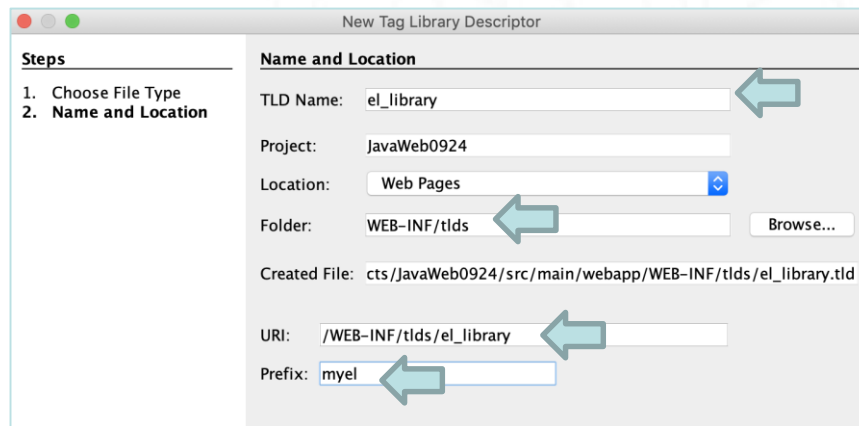 New Tag Library Descriptor
Steps
1. Choose File Type
2. Name and Location
Name and Location
TLD Name: el_library
Project: JavaWeb0924
Location: Web Pages
Folder: WEB-INF/tlds Browse...
Created File: cts/JavaWeb0924/src/main/webapp/WEB-INF/tlds/el_library.tld
URI: /WEB-INF/tlds/el_library
Prefix: myel